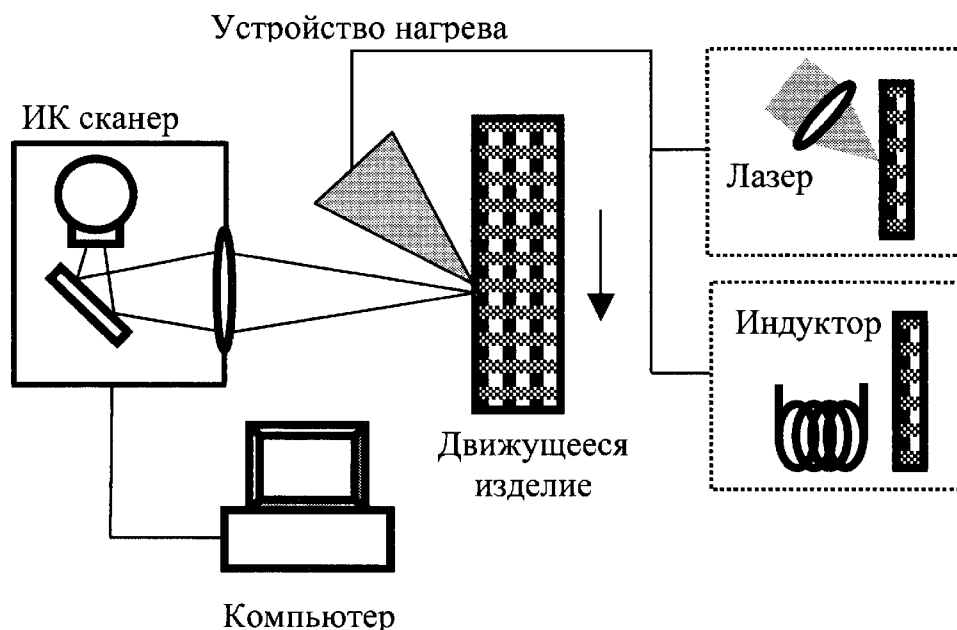 Устройство нагрева
ИК сканер
Лазер
Индуктор
Движущееся
изделие
Компьютер